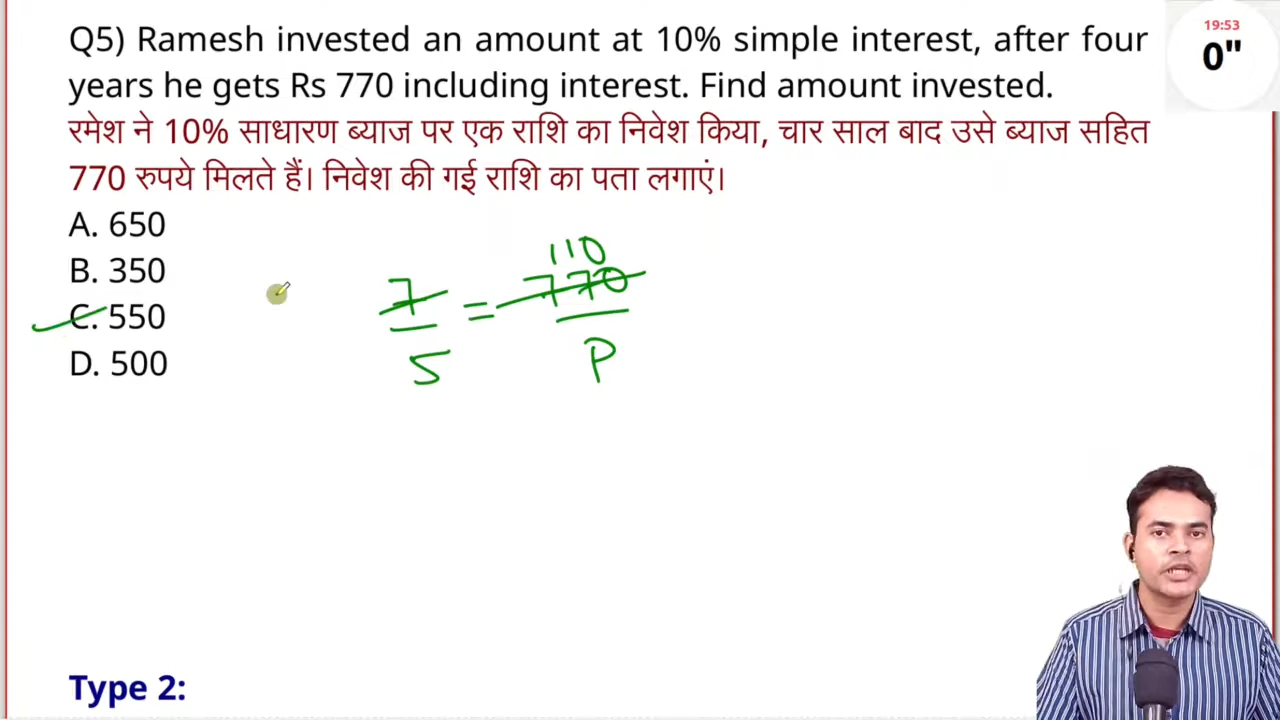 19:53
0"
Q5) Ramesh invested an amount at 10% simple interest, after four
years he gets Rs 770 including interest. Find amount invested.
रमेश ने 10% साधारण ब्याज पर एक राशि का निवेश किया, चार साल बाद उसे ब्याज सहित
770 रुपये मिलते हैं। निवेश की गई राशि का पता लगाएं।
A. 650
B. 350
C. 550
D. 500
110
7 = 770
5 P
Type 2: